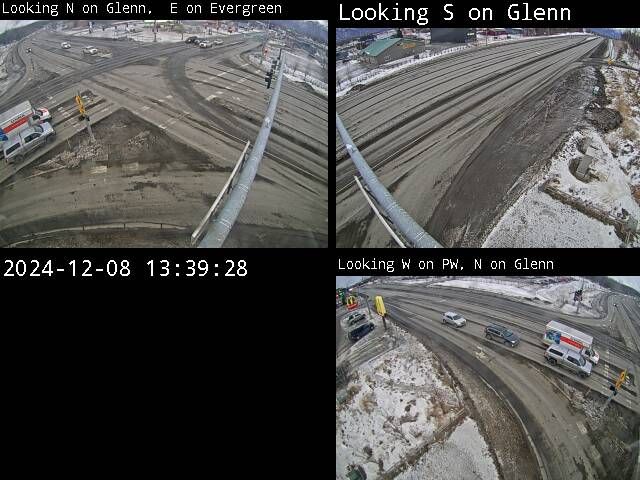 Looking N on Glenn,  E on Evergreen
Looking S on Glenn
2024-12-08 13:39:28
Looking W on PW, N on Glenn